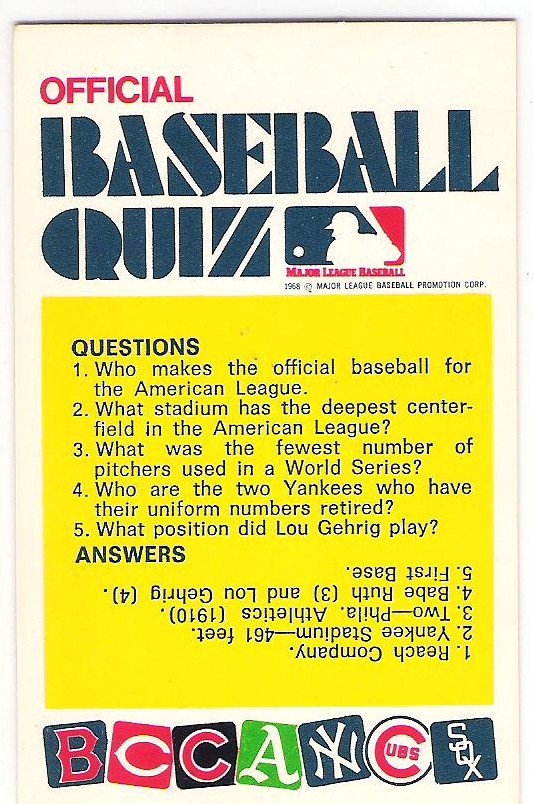 OFFICIAL
BASEBALL
QUIZ
MAJOR LEAGUE BASEBALL
1968 © MAJOR LEAGUE BASEBALL PROMOTION CORP.
QUESTIONS
1. Who makes the official baseball for
the American League.
2. What stadium has the deepest center-
field in the American League?
3. What was the fewest number of
pitchers used in a World Series?
4. Who are the two Yankees who have
their uniform numbers retired?
5. What position did Lou Gehrig play?
ANSWERS
1. Reach Company.
2. Yankee Stadium—461 feet.
3. Two—Phila. Athletics (1910).
4. Babe Ruth (3) and Lou Gehrig (4).
5. First Base.
B C C A NY CUBS SOX